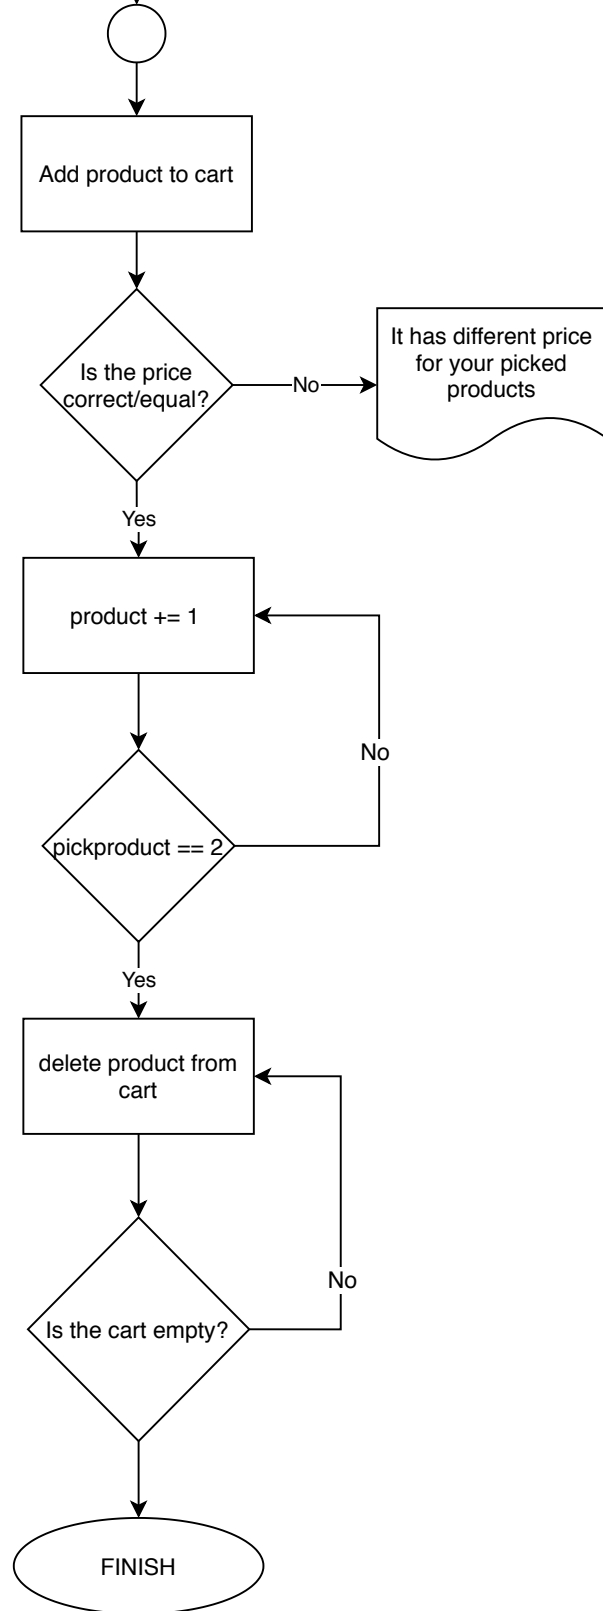 Add product to cart
Is the price
correct/equal?
No
It has different price
for your picked
products
Yes
product += 1
No
pickproduct == 2
Yes
delete product from
cart
No
Is the cart empty?
FINISH